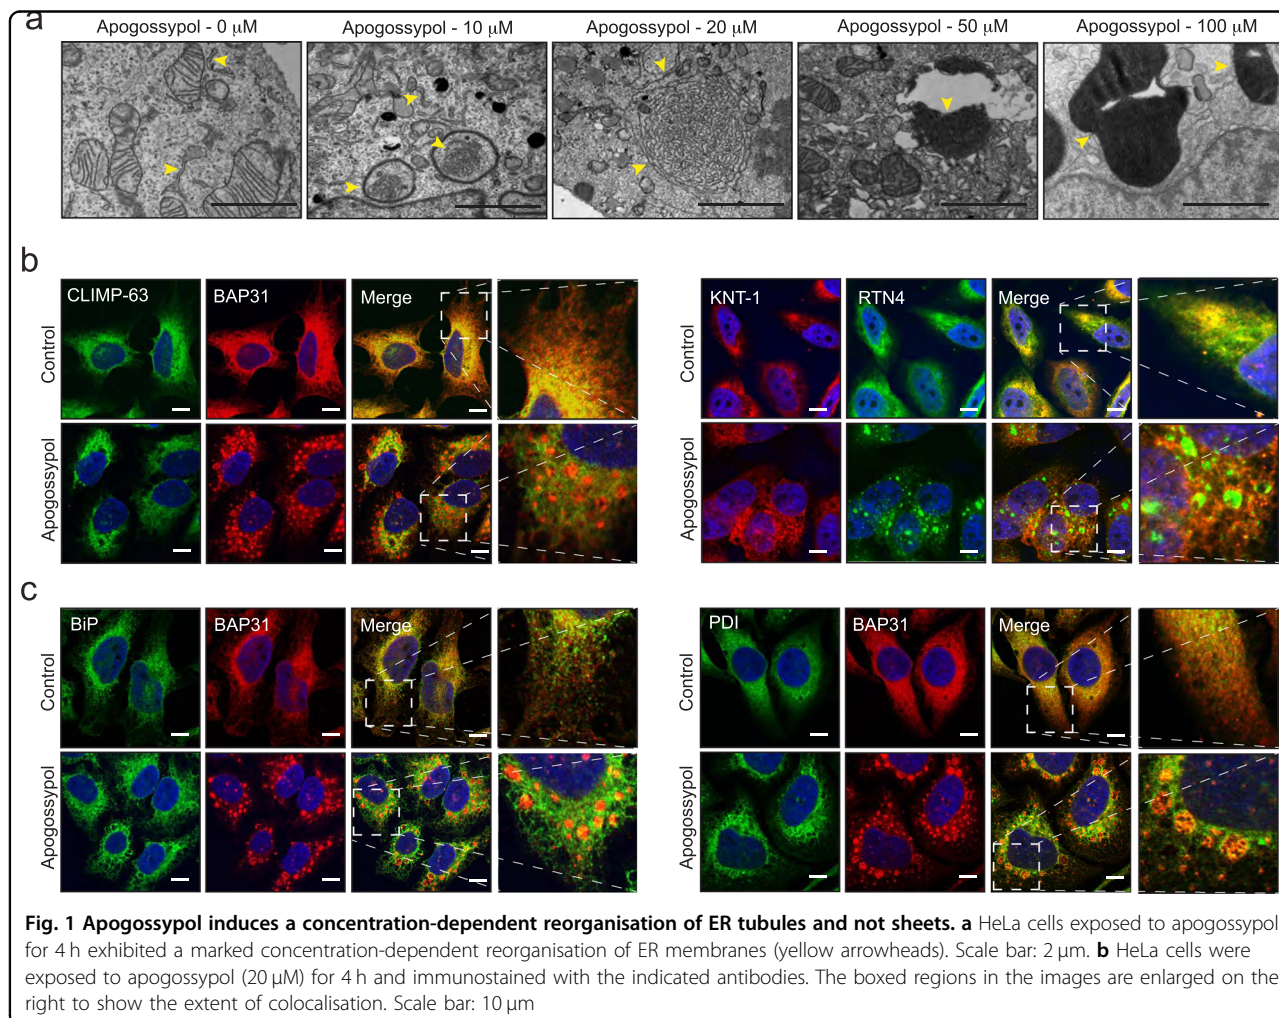 a
Apogossypol - 0 μM
Apogossypol - 10 μM
Apogossypol - 20 μM
Apogossypol - 50 μM
Apogossypol - 100 μM
b
CLIMP-63
BAP31
Merge
KNT-1
RTN4
Merge
Control
Control
Apogossypol
Apogossypol
c
BiP
BAP31
Merge
PDI
BAP31
Merge
Control
Control
Apogossypol
Apogossypol
Fig. 1 Apogossypol induces a concentration-dependent reorganisation of ER tubules and not sheets. a HeLa cells exposed to apogossypol
for 4 h exhibited a marked concentration-dependent reorganisation of ER membranes (yellow arrowheads). Scale bar: 2 μm. b HeLa cells were
exposed to apogossypol (20 μM) for 4 h and immunostained with the indicated antibodies. The boxed regions in the images are enlarged on the
right to show the extent of colocalisation. Scale bar: 10 μm